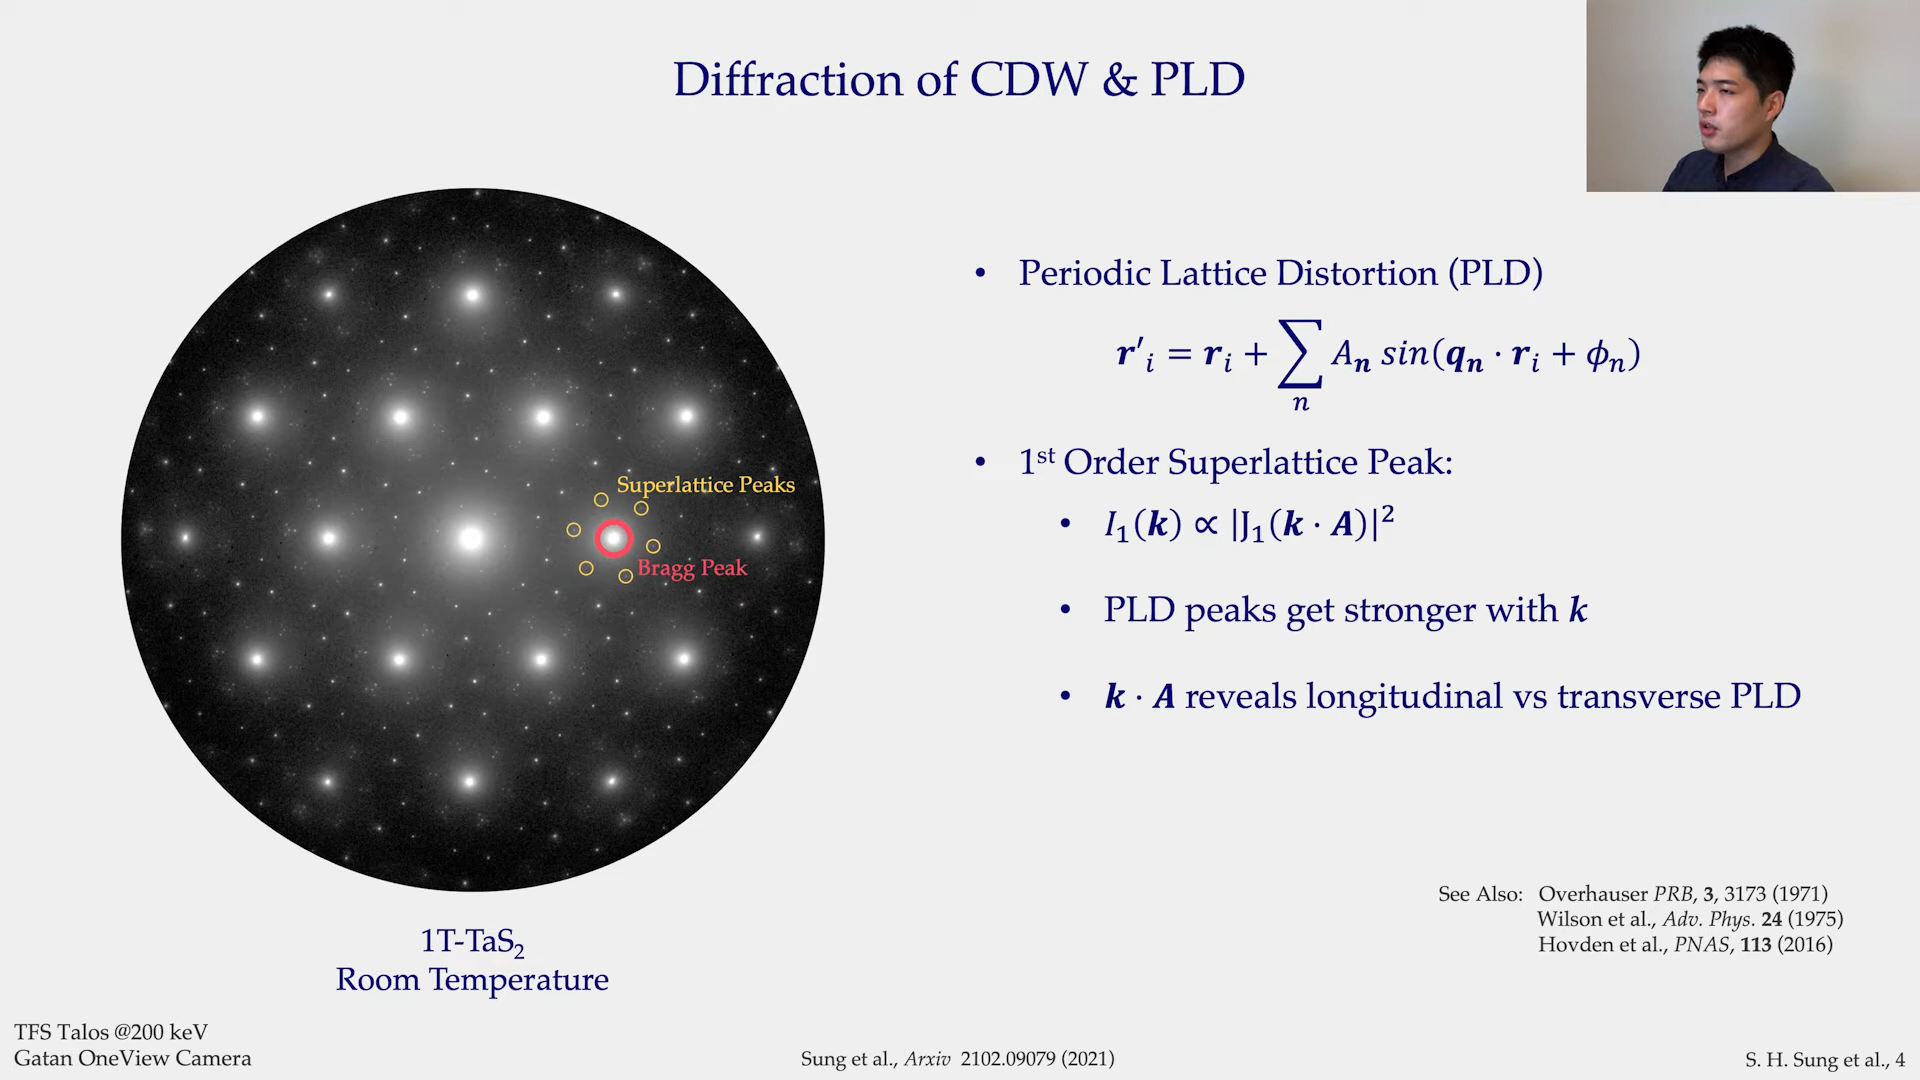 Diffraction of CDW & PLD
Superlattice Peaks
Bragg Peak
1T-TaS₂
Room Temperature
• Periodic Lattice Distortion (PLD)
𝒓′ᵢ = 𝒓ᵢ + ∑ₙ 𝐴ₙ 𝑠𝑖𝑛(𝒒ₙ · 𝒓ᵢ + 𝜙ₙ)
• 1ˢᵗ Order Superlattice Peak:
• 𝐼₁(𝒌) ∝ |J₁(𝒌 · 𝑨)|²
• PLD peaks get stronger with 𝒌
• 𝒌 · 𝑨 reveals longitudinal vs transverse PLD
See Also: Overhauser PRB, 3, 3173 (1971)
Wilson et al., Adv. Phys. 24 (1975)
Hovden et al., PNAS, 113 (2016)
TFS Talos @200 keV
Gatan OneView Camera
Sung et al., Arxiv 2102.09079 (2021)
S. H. Sung et al., 4